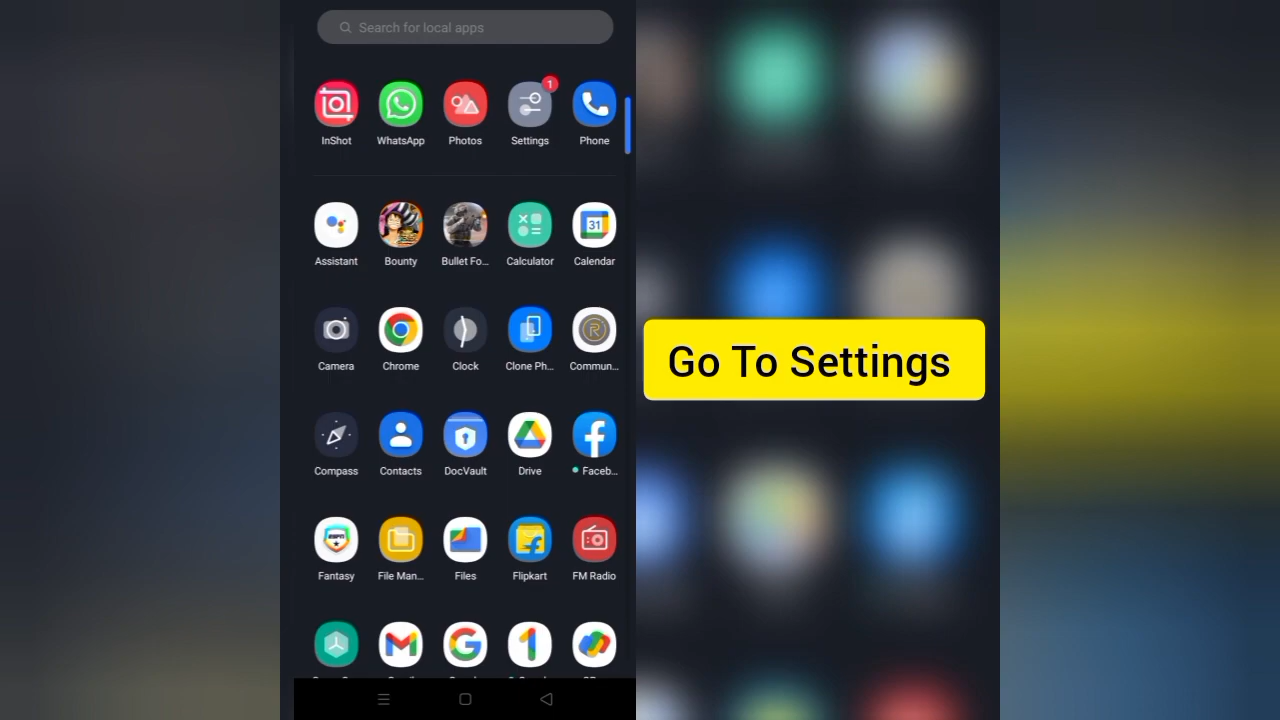 Search for local apps
1
InShot WhatsApp Photos Settings Phone
31
Assistant Bounty Bullet Fo... Calculator Calendar
Camera Chrome Clock Clone Ph... Commun...
Compass Contacts DocVault Drive Faceb...
Fantasy File Man... Files Flipkart FM Radio
Go To Settings